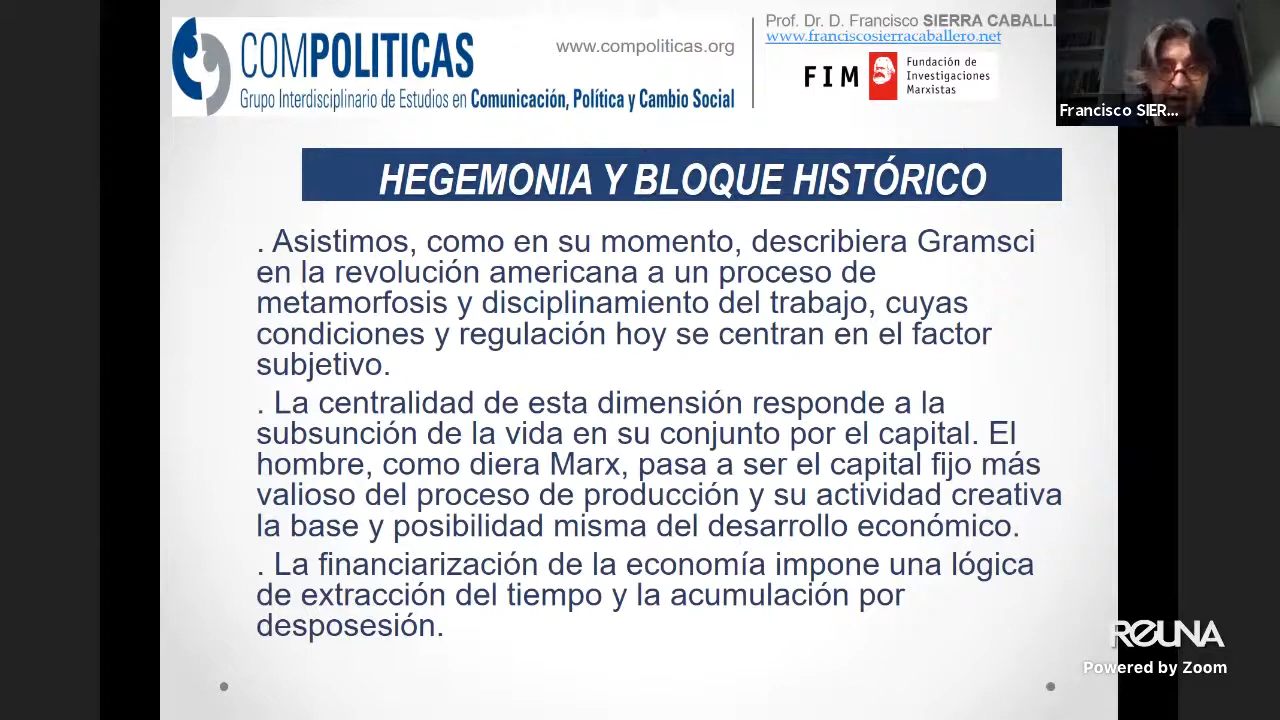 COMPOLITICAS
Grupo Interdisciplinario de Estudios en Comunicación, Política y Cambio Social
www.compoliticas.org
Prof. Dr. D. Francisco SIERRA CABALL
www.franciscosierracaballero.net
FIM
Fundación de
Investigaciones
Marxistas
Francisco SIER...
HEGEMONIA Y BLOQUE HISTÓRICO
. Asistimos, como en su momento, describiera Gramsci
en la revolución americana a un proceso de
metamorfosis y disciplinamiento del trabajo, cuyas
condiciones y regulación hoy se centran en el factor
subjetivo.
. La centralidad de esta dimensión responde a la
subsunción de la vida en su conjunto por el capital. El
hombre, como diera Marx, pasa a ser el capital fijo más
valioso del proceso de producción y su actividad creativa
la base y posibilidad misma del desarrollo económico.
. La financiarización de la economía impone una lógica
de extracción del tiempo y la acumulación por
desposesión.
REUNA
Powered by Zoom